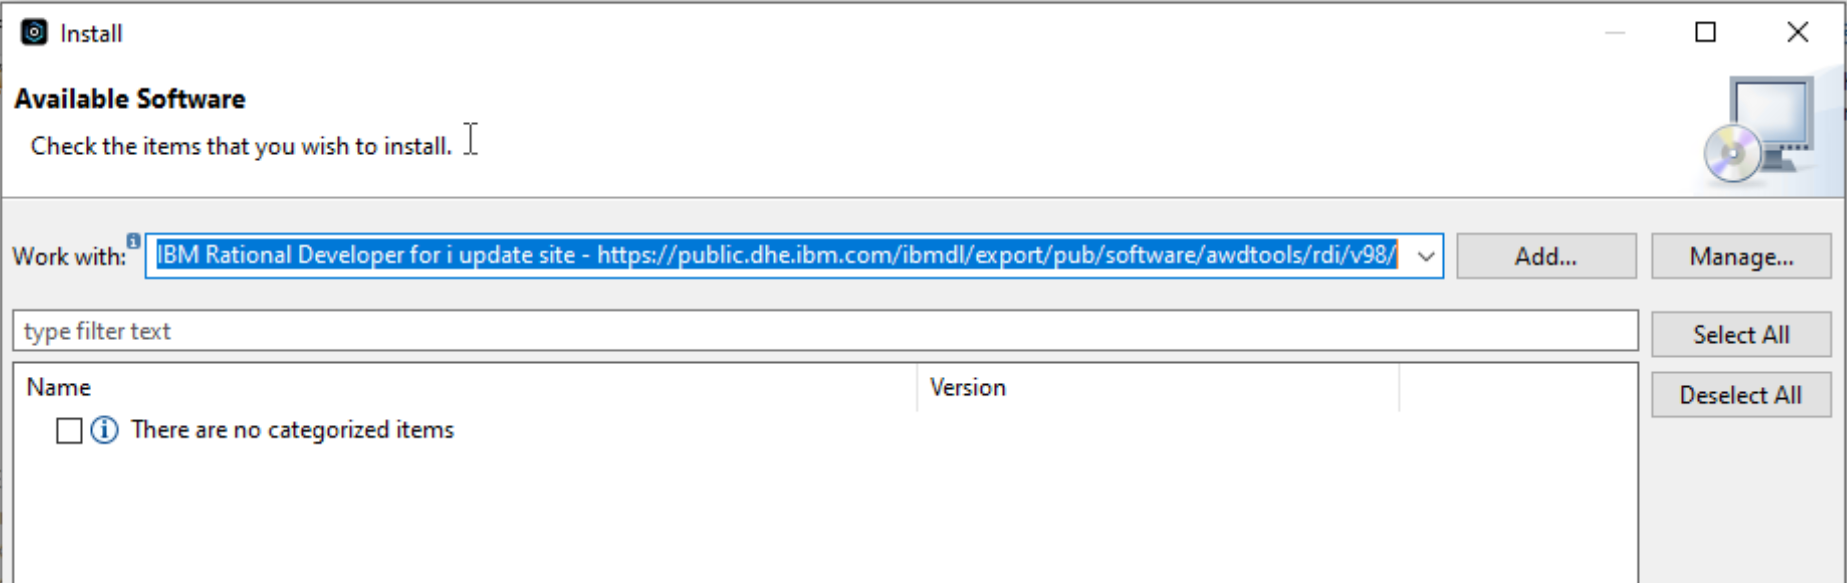 Install
Available Software
Check the items that you wish to install.
Work with: IBM Rational Developer for i update site - https://public.dhe.ibm.com/ibmdl/export/pub/software/awdtools/rdi/v98/ Add... Manage...
type filter text Select All
Name Version Deselect All
There are no categorized items